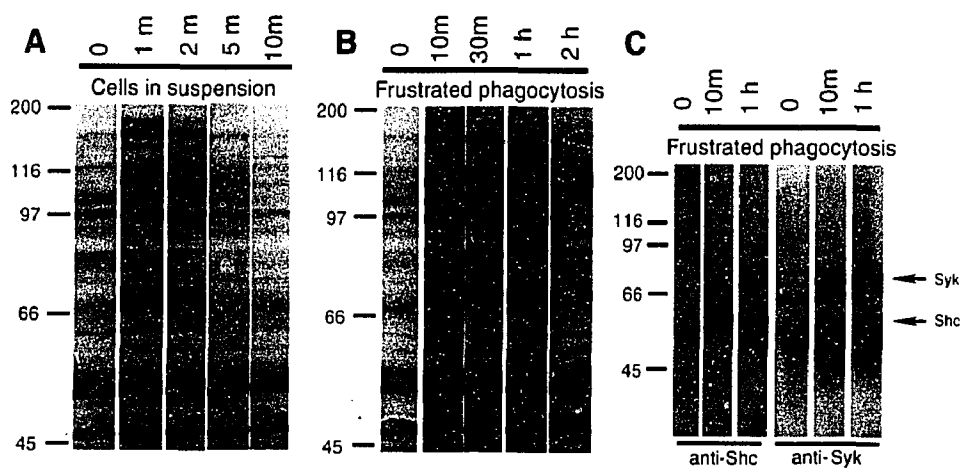 A
0 1 m 2 m 5 m 10m
Cells in suspension
200
116
97
66
45
B
0 10m 30m 1 h 2 h
Frustrated phagocytosis
200
116
97
66
45
C
0 10m 1 h 0 10m 1 h
Frustrated phagocytosis
200
116
97
66
45
Syk
Shc
anti-Shc anti-Syk